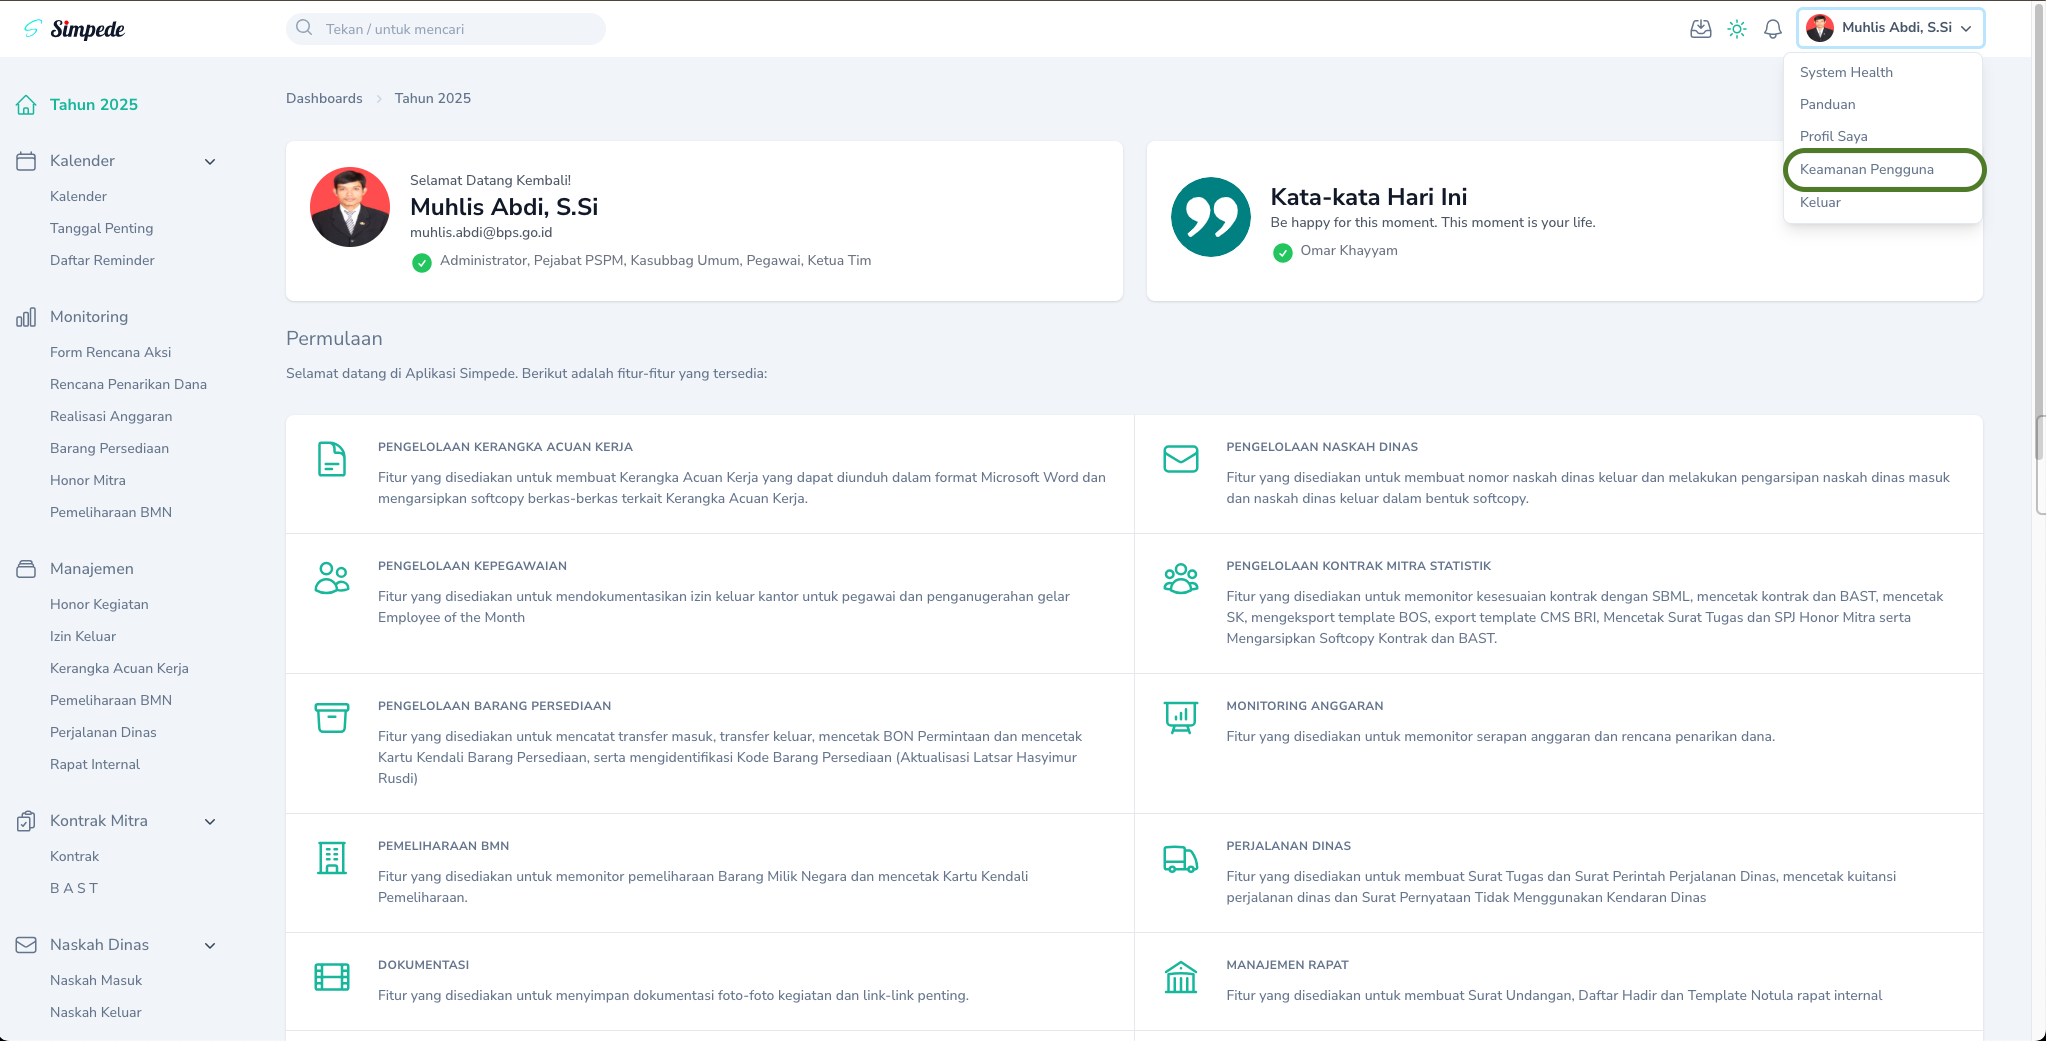 Simpede
Tekan / untuk mencari
Muhlis Abdi, S.Si
System Health
Panduan
Profil Saya
Keamanan Pengguna
Keluar
Tahun 2025
Kalender
Kalender
Tanggal Penting
Daftar Reminder
Monitoring
Form Rencana Aksi
Rencana Penarikan Dana
Realisasi Anggaran
Barang Persediaan
Honor Mitra
Pemeliharaan BMN
Manajemen
Honor Kegiatan
Izin Keluar
Kerangka Acuan Kerja
Pemeliharaan BMN
Perjalanan Dinas
Rapat Internal
Kontrak Mitra
Kontrak
B A S T
Naskah Dinas
Naskah Masuk
Naskah Keluar
Dashboards > Tahun 2025
Selamat Datang Kembali!
Muhlis Abdi, S.Si
muhlis.abdi@bps.go.id
Administrator, Pejabat PSPM, Kasubbag Umum, Pegawai, Ketua Tim
Kata-kata Hari Ini
Be happy for this moment. This moment is your life.
Omar Khayyam
Permulaan
Selamat datang di Aplikasi Simpede. Berikut adalah fitur-fitur yang tersedia:
PENGELOLAAN KERANGKA ACUAN KERJA
Fitur yang disediakan untuk membuat Kerangka Acuan Kerja yang dapat diunduh dalam format Microsoft Word dan
mengarsipkan softcopy berkas-berkas terkait Kerangka Acuan Kerja.
PENGELOLAAN NASKAH DINAS
Fitur yang disediakan untuk membuat nomor naskah dinas keluar dan melakukan pengarsipan naskah dinas masuk
dan naskah dinas keluar dalam bentuk softcopy.
PENGELOLAAN KEPEGAWAIAN
Fitur yang disediakan untuk mendokumentasikan izin keluar kantor untuk pegawai dan penganugerahan gelar
Employee of the Month
PENGELOLAAN KONTRAK MITRA STATISTIK
Fitur yang disediakan untuk memonitor kesesuaian kontrak dengan SBML, mencetak kontrak dan BAST, mencetak
SK, mengeksport template BOS, export template CMS BRI, Mencetak Surat Tugas dan SPJ Honor Mitra serta
Mengarsipkan Softcopy Kontrak dan BAST.
PENGELOLAAN BARANG PERSEDIAAN
Fitur yang disediakan untuk mencatat transfer masuk, transfer keluar, mencetak BON Permintaan dan mencetak
Kartu Kendali Barang Persediaan, serta mengidentifikasi Kode Barang Persediaan (Aktualisasi Latsar Hasyimur
Rusdi)
MONITORING ANGGARAN
Fitur yang disediakan untuk memonitor serapan anggaran dan rencana penarikan dana.
PEMELIHARAAN BMN
Fitur yang disediakan untuk memonitor pemeliharaan Barang Milik Negara dan mencetak Kartu Kendali
Pemeliharaan.
PERJALANAN DINAS
Fitur yang disediakan untuk membuat Surat Tugas dan Surat Perintah Perjalanan Dinas, mencetak kuitansi
perjalanan dinas dan Surat Pernyataan Tidak Menggunakan Kendaran Dinas
DOKUMENTASI
Fitur yang disediakan untuk menyimpan dokumentasi foto-foto kegiatan dan link-link penting.
MANAJEMEN RAPAT
Fitur yang disediakan untuk membuat Surat Undangan, Daftar Hadir dan Template Notula rapat internal